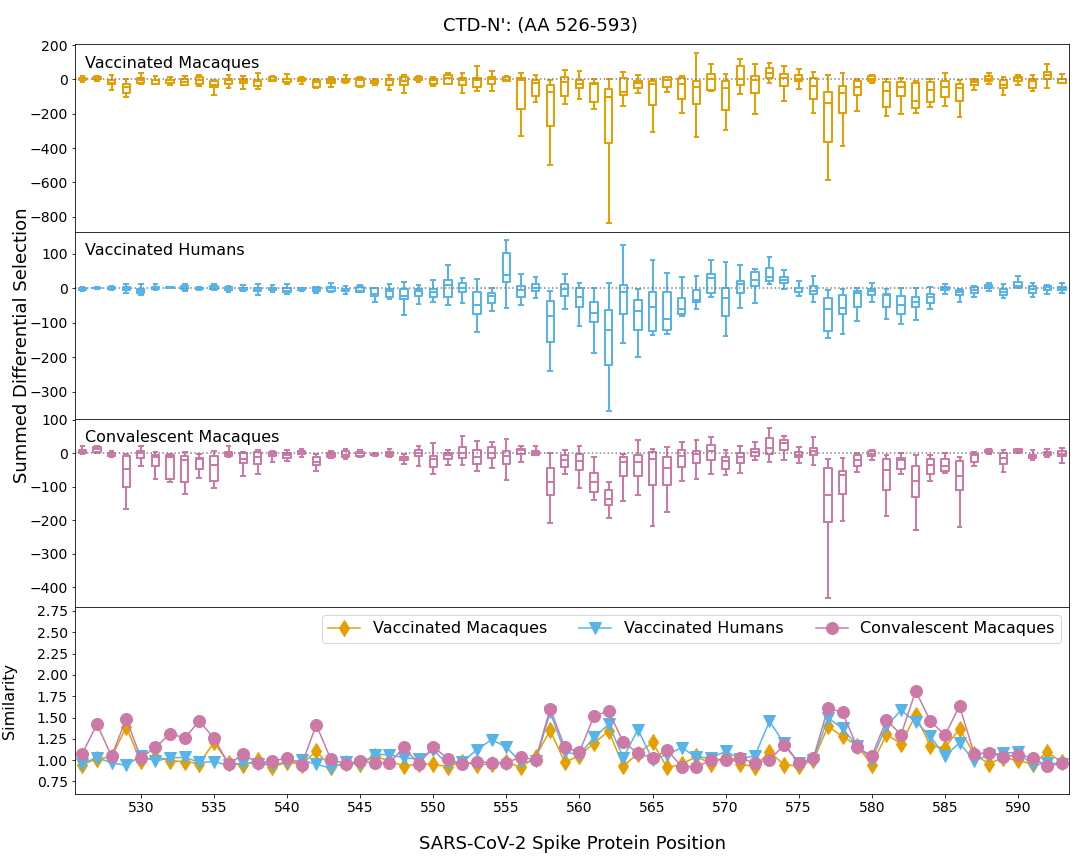 CTD-N': (AA 526-593)
Summed Differential Selection
200
0
−200
−400
−600
−800
Vaccinated Macaques
100
0
−100
−200
−300
Vaccinated Humans
100
0
−100
−200
−300
−400
Convalescent Macaques
Similarity
2.75
2.50
2.25
2.00
1.75
1.50
1.25
1.00
0.75
Vaccinated Macaques Vaccinated Humans Convalescent Macaques
530 535 540 545 550 555 560 565 570 575 580 585 590
SARS-CoV-2 Spike Protein Position